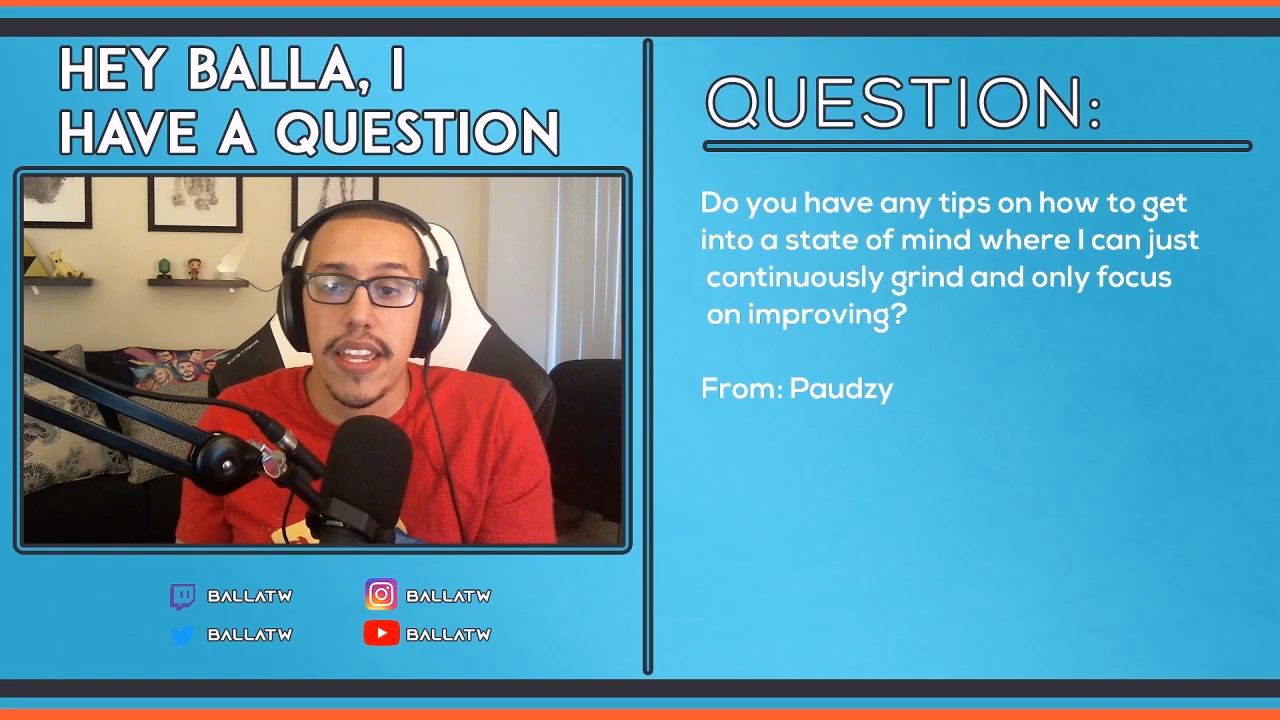 HEY BALLA, I
HAVE A QUESTION
QUESTION:
Do you have any tips on how to get
into a state of mind where I can just
continuously grind and only focus
on improving?
From: Paudzy
BALLATW
BALLATW
BALLATW
BALLATW